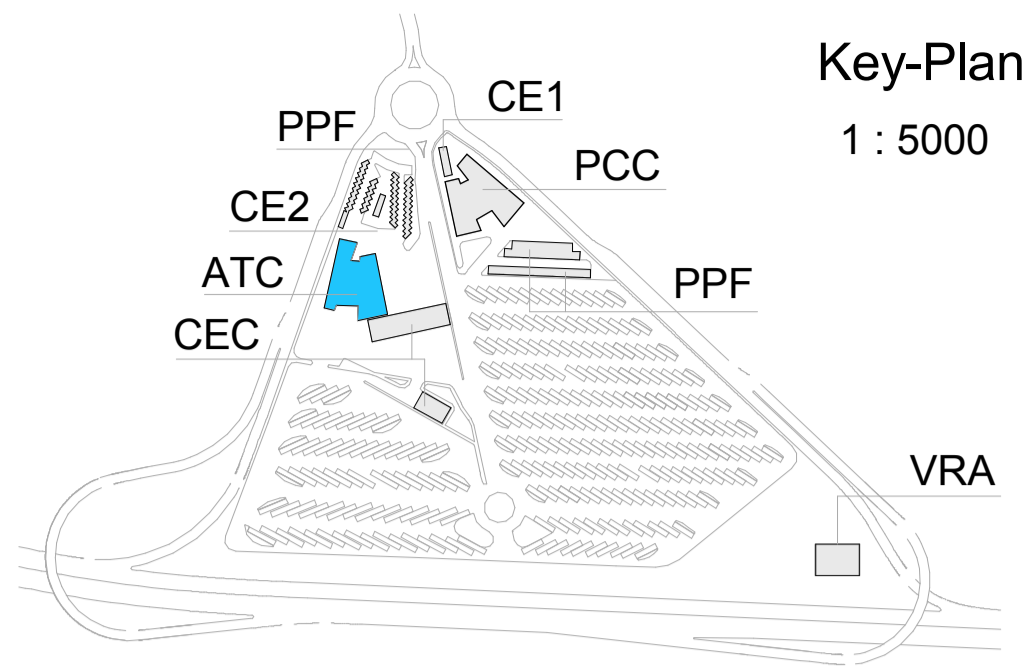 Key-Plan
1 : 5000
CE1
PPF
PCC
CE2
ATC
PPF
CEC
VRA